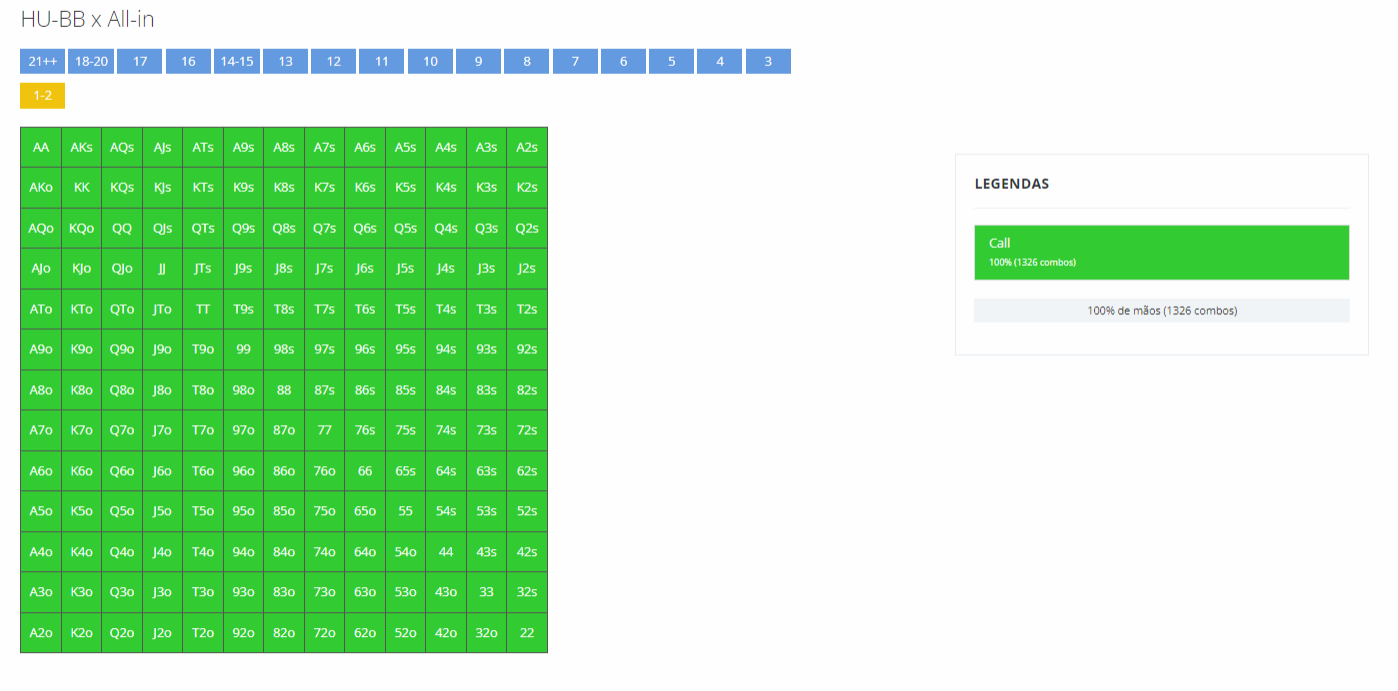 HU-BB x All-in
21++ 18-20 17 16 14-15 13 12 11 10 9 8 7 6 5 4 3
1-2
AA AKs AQs AJs ATs A9s A8s A7s A6s A5s A4s A3s A2s
AKo KK KQs KJs KTs K9s K8s K7s K6s K5s K4s K3s K2s
AQo KQo QQ QJs QTs Q9s Q8s Q7s Q6s Q5s Q4s Q3s Q2s
AJo KJo QJo JJ JTs J9s J8s J7s J6s J5s J4s J3s J2s
ATo KTo QTo JTo TT T9s T8s T7s T6s T5s T4s T3s T2s
A9o K9o Q9o J9o T9o 99 98s 97s 96s 95s 94s 93s 92s
A8o K8o Q8o J8o T8o 98o 88 87s 86s 85s 84s 83s 82s
A7o K7o Q7o J7o T7o 97o 87o 77 76s 75s 74s 73s 72s
A6o K6o Q6o J6o T6o 96o 86o 76o 66 65s 64s 63s 62s
A5o K5o Q5o J5o T5o 95o 85o 75o 65o 55 54s 53s 52s
A4o K4o Q4o J4o T4o 94o 84o 74o 64o 54o 44 43s 42s
A3o K3o Q3o J3o T3o 93o 83o 73o 63o 53o 43o 33 32s
A2o K2o Q2o J2o T2o 92o 82o 72o 62o 52o 42o 32o 22
LEGENDAS
Call
100% (1326 combos)
100% de mãos (1326 combos)